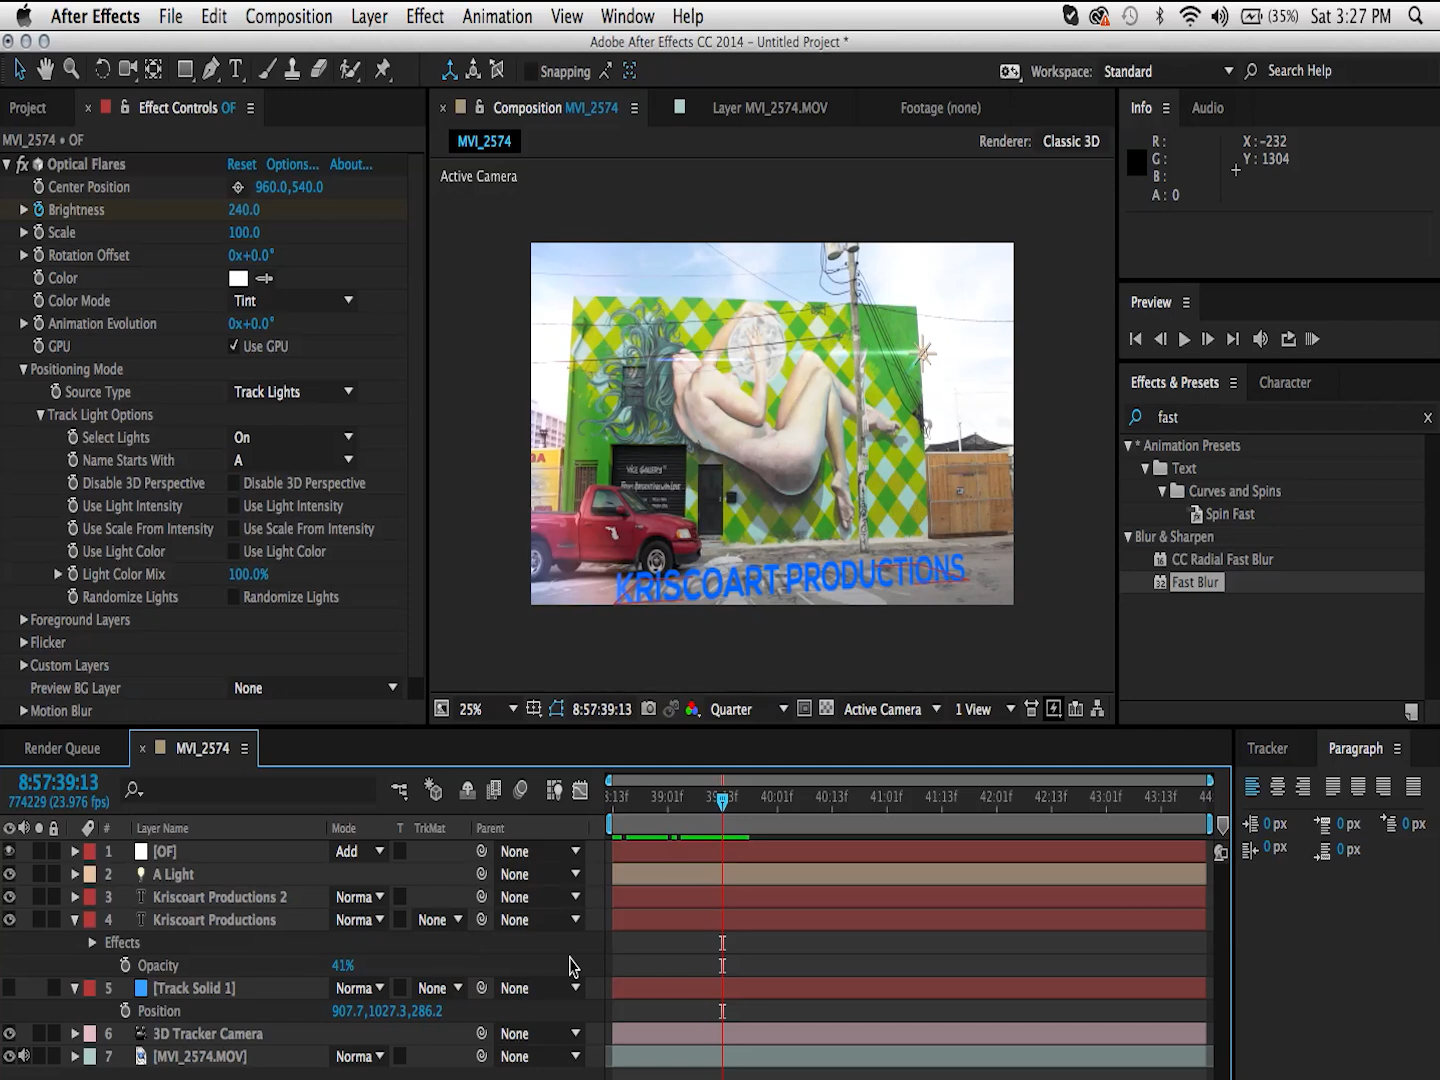 After Effects File Edit Composition Layer Effect Animation View Window Help (35%) Sat 3:27 PM
Adobe After Effects CC 2014 – Untitled Project *
Snapping Workspace: Standard Search Help
Project × Effect Controls OF
MVI_2574 • OF
fx Optical Flares Reset Options... About...
Center Position 960.0,540.0
Brightness 240.0
Scale 100.0
Rotation Offset 0x+0.0°
Color
Color Mode Tint
Animation Evolution 0x+0.0°
GPU Use GPU
Positioning Mode
Source Type Track Lights
Track Light Options
Select Lights On
Name Starts With A
Disable 3D Perspective Disable 3D Perspective
Use Light Intensity Use Light Intensity
Use Scale From Intensity Use Scale From Intensity
Use Light Color Use Light Color
Light Color Mix 100.0%
Randomize Lights Randomize Lights
Foreground Layers
Flicker
Custom Layers
Preview BG Layer None
Motion Blur
× Composition MVI_2574 Layer MVI_2574.MOV Footage (none)
MVI_2574 Renderer: Classic 3D
Active Camera
VICE GALLERY
KRISCOART PRODUCTIONS
25% 8:57:39:13 Quarter Active Camera 1 View
Info Audio
R: X: -232
G: Y: 1304
B:
A: 0
Preview
Effects & Presets Character
fast x
* Animation Presets
Text
Curves and Spins
Spin Fast
Blur & Sharpen
16 CC Radial Fast Blur
32 Fast Blur
Render Queue × MVI_2574
8:57:39:13
774229 (23.976 fps)
:13f 39:01f 39:13f 40:01f 40:13f 41:01f 41:13f 42:01f 42:13f 43:01f 43:13f 44
# Layer Name Mode T TrkMat Parent
1 [OF] Add None
2 A Light None
3 T Kriscoart Productions 2 Norma None
4 T Kriscoart Productions Norma None None
Effects
Opacity 41%
5 [Track Solid 1] Norma None None
Position 907.7,1027.3,286.2
6 3D Tracker Camera None
7 [MVI_2574.MOV] Norma None
Tracker Paragraph
0 px 0 px 0 px
0 px 0 px